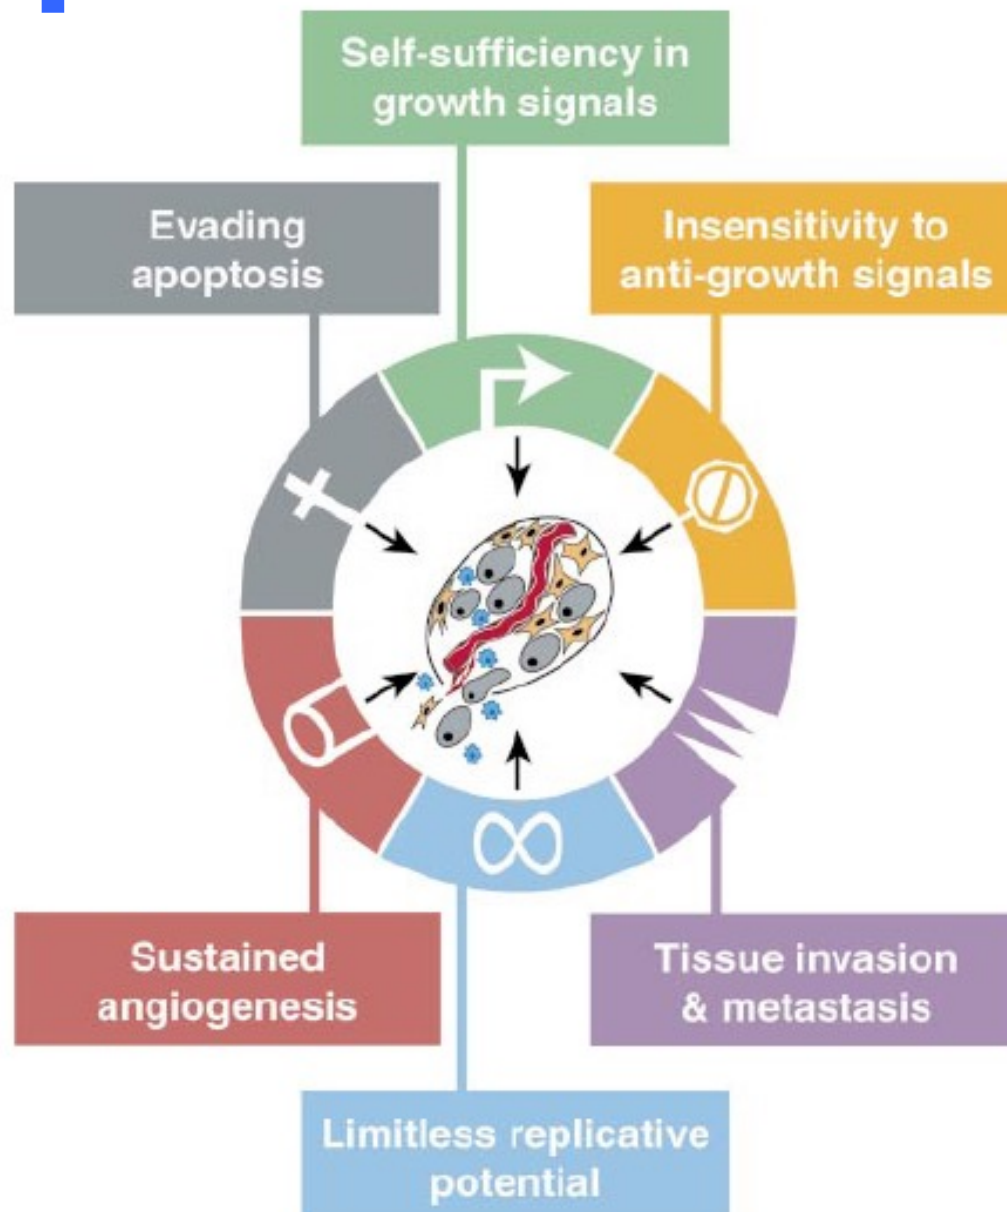 Self-sufficiency in
growth signals
Evading
apoptosis
Insensitivity to
anti-growth signals
Sustained
angiogenesis
Tissue invasion
& metastasis
Limitless replicative
potential